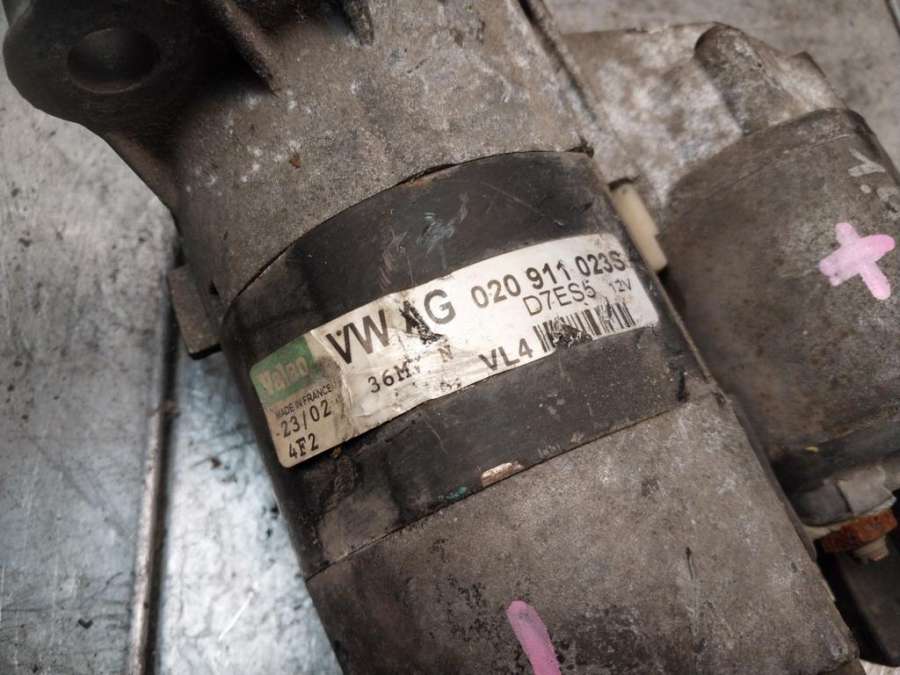 VW AG 020 911 023S
D7ES5 12V
Valeo
36M N VL4
MADE IN FRANCE
-23/02
4F2